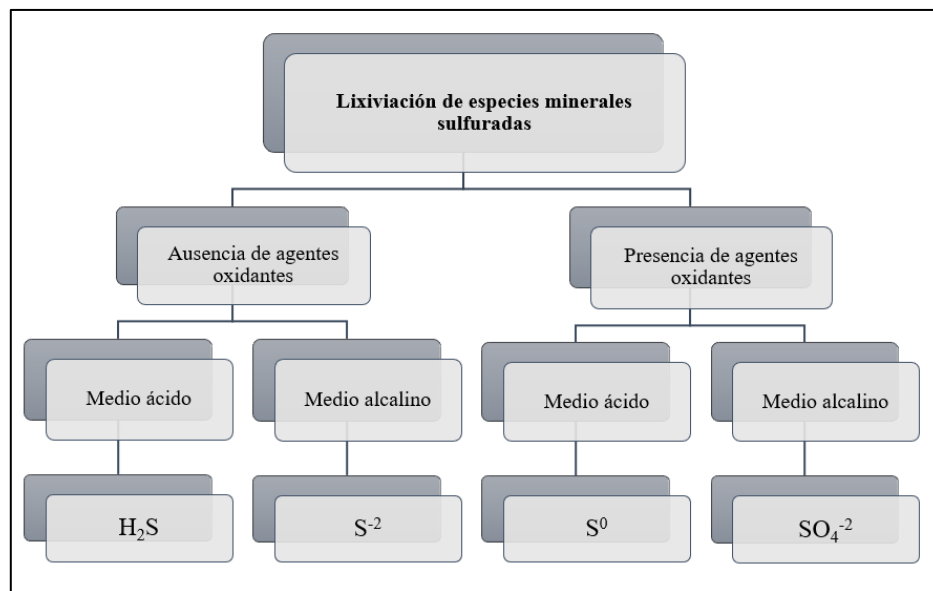 Lixiviación de especies minerales
sulfuradas
Ausencia de agentes
oxidantes
Presencia de agentes
oxidantes
Medio ácido
Medio alcalino
Medio ácido
Medio alcalino
H₂S
S⁻²
S⁰
SO₄⁻²